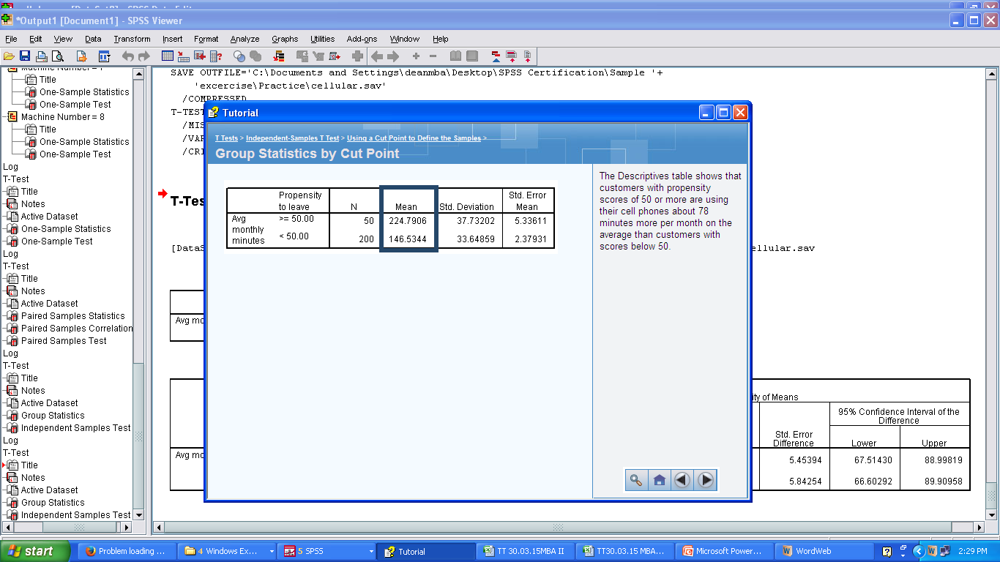 *Output1 [Document1] - SPSS Viewer
File Edit View Data Transform Insert Format Analyze Graphs Utilities Add-ons Window Help
Machine Number = 
Title
One-Sample Statistics
One-Sample Test
Machine Number = 8
Title
One-Sample Statistics
One-Sample Test
Log
T-Test
Title
Notes
Active Dataset
One-Sample Statistics
One-Sample Test
Log
T-Test
Title
Notes
Active Dataset
Paired Samples Statistics
Paired Samples Correlation
Paired Samples Test
Log
T-Test
Title
Notes
Active Dataset
Group Statistics
Independent Samples Test
Log
T-Test
Title
Notes
Active Dataset
Group Statistics
Independent Samples Test
SAVE OUTFILE='C:\Documents and Settings\deanmba\Desktop\SPSS Certification\Sample '+
'excercise\Practice\cellular.sav'
/COMPRESSED
T-TEST
/MIS
/VAR
/CRI
T-Tes
[DataS
ellular.sav
Avg mo
ity of Means
95% Confidence Interval of the
Difference
Std. Error
Difference Lower Upper
Avg mo
5.45394 67.51430 88.99819
5.84254 66.60292 89.90958
Tutorial
T Tests > Independent-Samples T Test > Using a Cut Point to Define the Samples >
Group Statistics by Cut Point
Propensity
to leave N Mean Std. Deviation Std. Error
Mean
Avg
monthly
minutes >= 50.00 50 224.7906 37.73202 5.33611
< 50.00 200 146.5344 33.64859 2.37931
The Descriptives table shows that
customers with propensity
scores of 50 or more are using
their cell phones about 78
minutes more per month on the
average than customers with
scores below 50.
start Problem loading ... 4 Windows Ex... 5 SPSS Tutorial TT 30.03.15MBA II TT30.03.15 MBA... Microsoft Power... WordWeb 2:29 PM